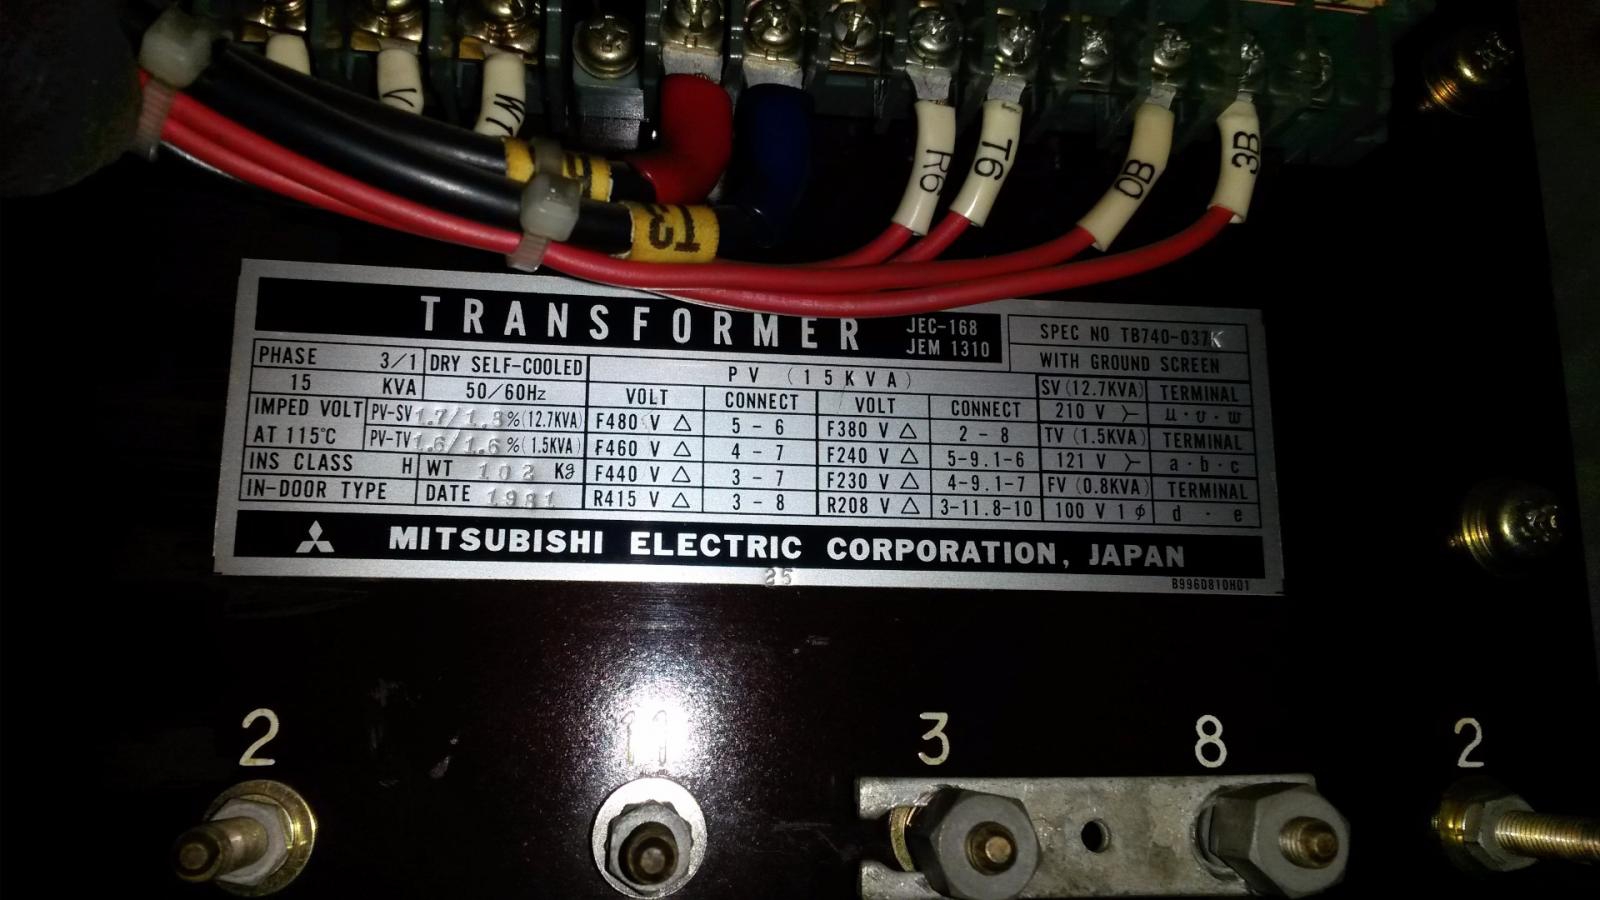 V
W1
R6
T6
0B
3B
T3
TRANSFORMER JEC-168 JEM 1310
SPEC NO TB740-037K
WITH GROUND SCREEN
PHASE 3/1 DRY SELF-COOLED
15 KVA 50/60Hz
IMPED VOLT AT 115°C
PV-SV 1.7/1.8%(12.7KVA)
PV-TV 1.6/1.6%(1.5KVA)
INS CLASS H WT 102 Kg
IN-DOOR TYPE DATE 1981
PV (15KVA)
VOLT CONNECT VOLT CONNECT
F480 V △ 5-6 F380 V △ 2-8
F460 V △ 4-7 F240 V △ 5-9.1-6
F440 V △ 3-7 F230 V △ 4-9.1-7
R415 V △ 3-8 R208 V △ 3-11.8-10
SV (12.7KVA) TERMINAL
210 V u・v・w
TV (1.5KVA) TERMINAL
121 V a・b・c
FV (0.8KVA) TERMINAL
100 V 1φ d・e
MITSUBISHI ELECTRIC CORPORATION, JAPAN
25
B996D810H01
2 11 3 8 2